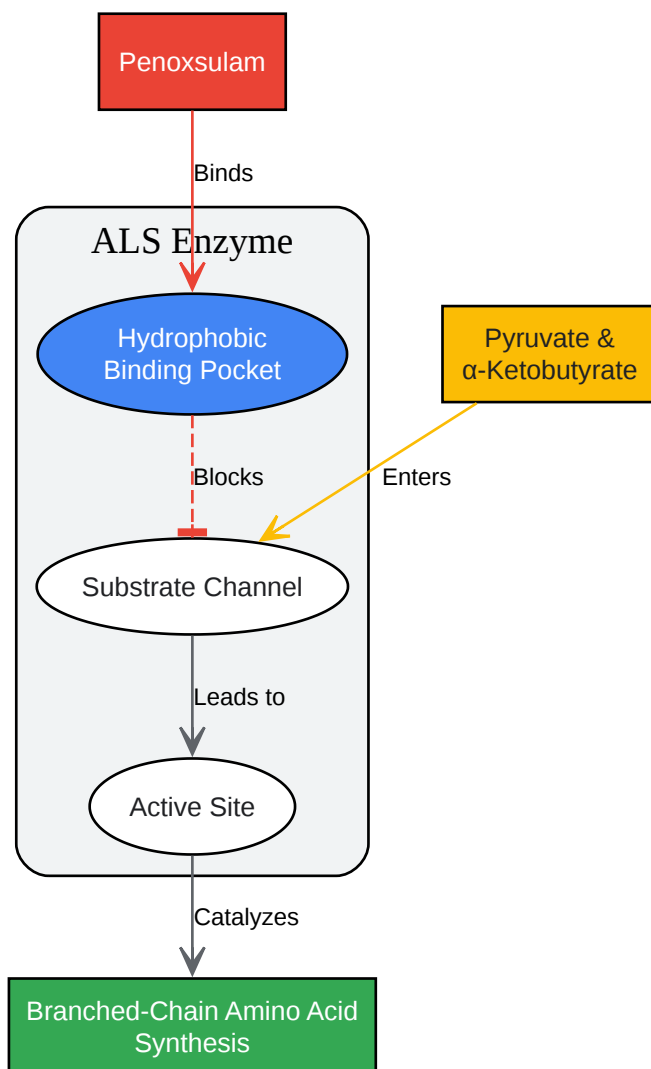 Penoxsulam
Binds
ALS Enzyme
Hydrophobic
Binding Pocket
Pyruvate &
α-Ketobutyrate
Blocks
Enters
Substrate Channel
Leads to
Active Site
Catalyzes
Branched-Chain Amino Acid
Synthesis